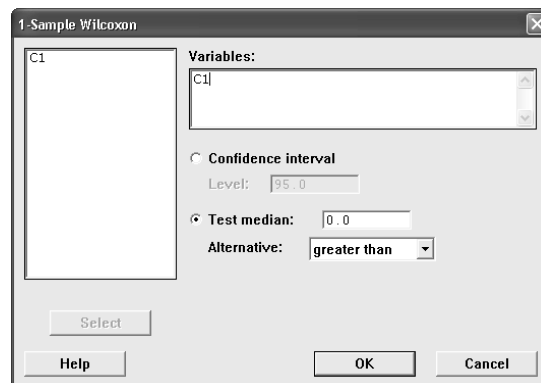 1-Sample Wilcoxon
C1
Variables:
C1
Confidence interval
Level: 95.0
Test median: 0.0
Alternative: greater than
Select
Help OK Cancel